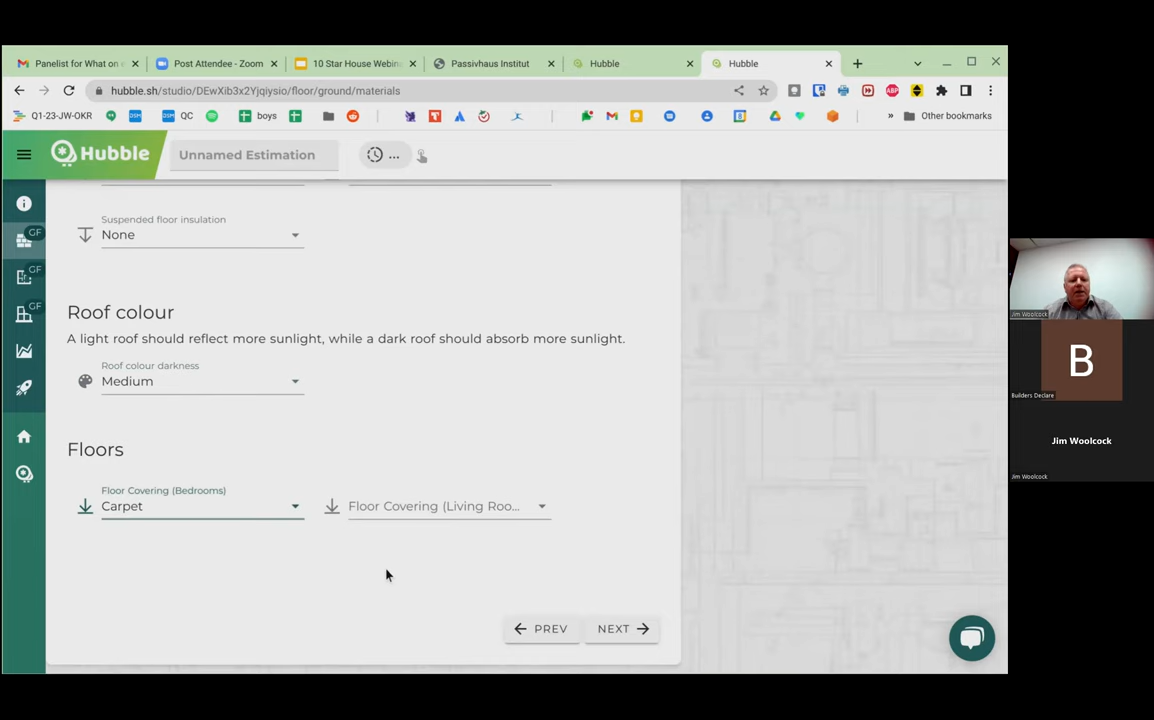 Panelist for What on
Post Attendee - Zoom
10 Star House Webin
Passivhaus Institut
Hubble
Hubble
hubble.sh/studio/DEwXib3x2Yjqiysio/floor/ground/materials
Q1-23-JW-OKR
QC
boys
Other bookmarks
Hubble
Unnamed Estimation
...
GF
GF
GF
Suspended floor insulation
None
Roof colour
A light roof should reflect more sunlight, while a dark roof should absorb more sunlight.
Roof colour darkness
Medium
Floors
Floor Covering (Bedrooms)
Carpet
Floor Covering (Living Roo...
PREV
NEXT
Jim Woolcock
B
Builders Declare
Jim Woolcock
Jim Woolcock